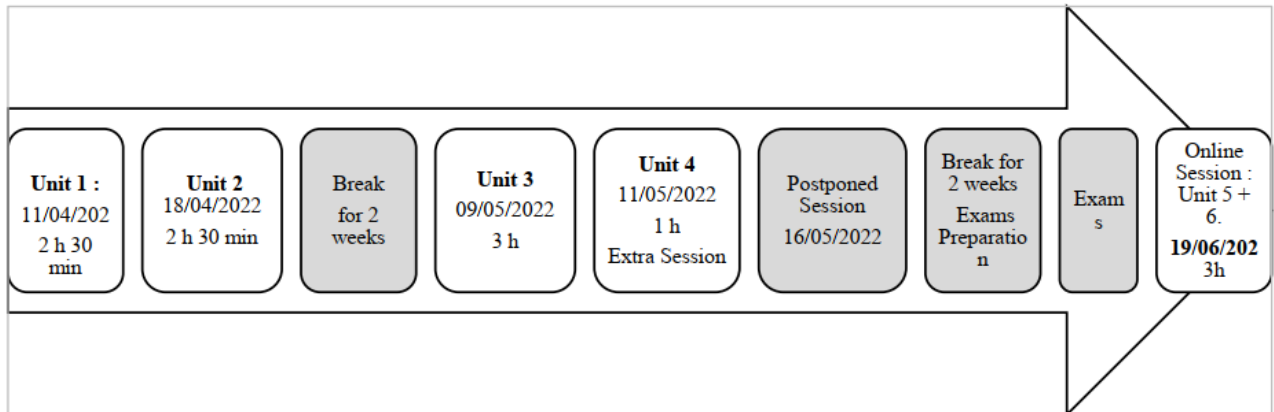 Unit 1 :
11/04/202
2 h 30
min
Unit 2
18/04/2022
2 h 30 min
Break
for 2
weeks
Unit 3
09/05/2022
3 h
Unit 4
11/05/2022
1 h
Extra Session
Postponed
Session
16/05/2022
Break for
2 weeks
Exams
Preparatio
n
Exam
s
Online
Session :
Unit 5 +
6.
19/06/202
3h